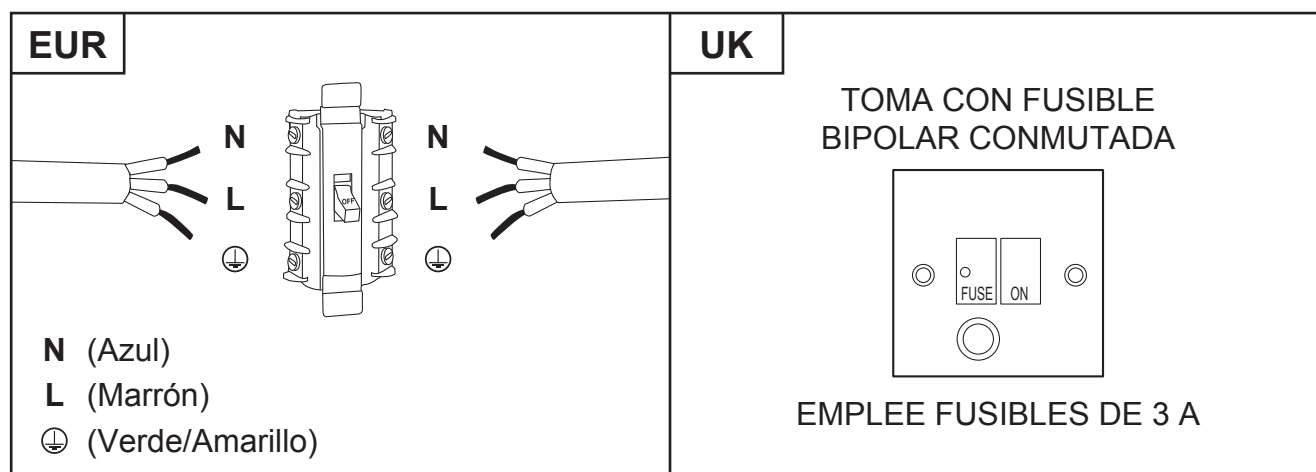 EUR
N
L
N
L
OFF
N (Azul)
L (Marrón)
(Verde/Amarillo)
UK
TOMA CON FUSIBLE
BIPOLAR CONMUTADA
FUSE ON
EMPLEE FUSIBLES DE 3 A